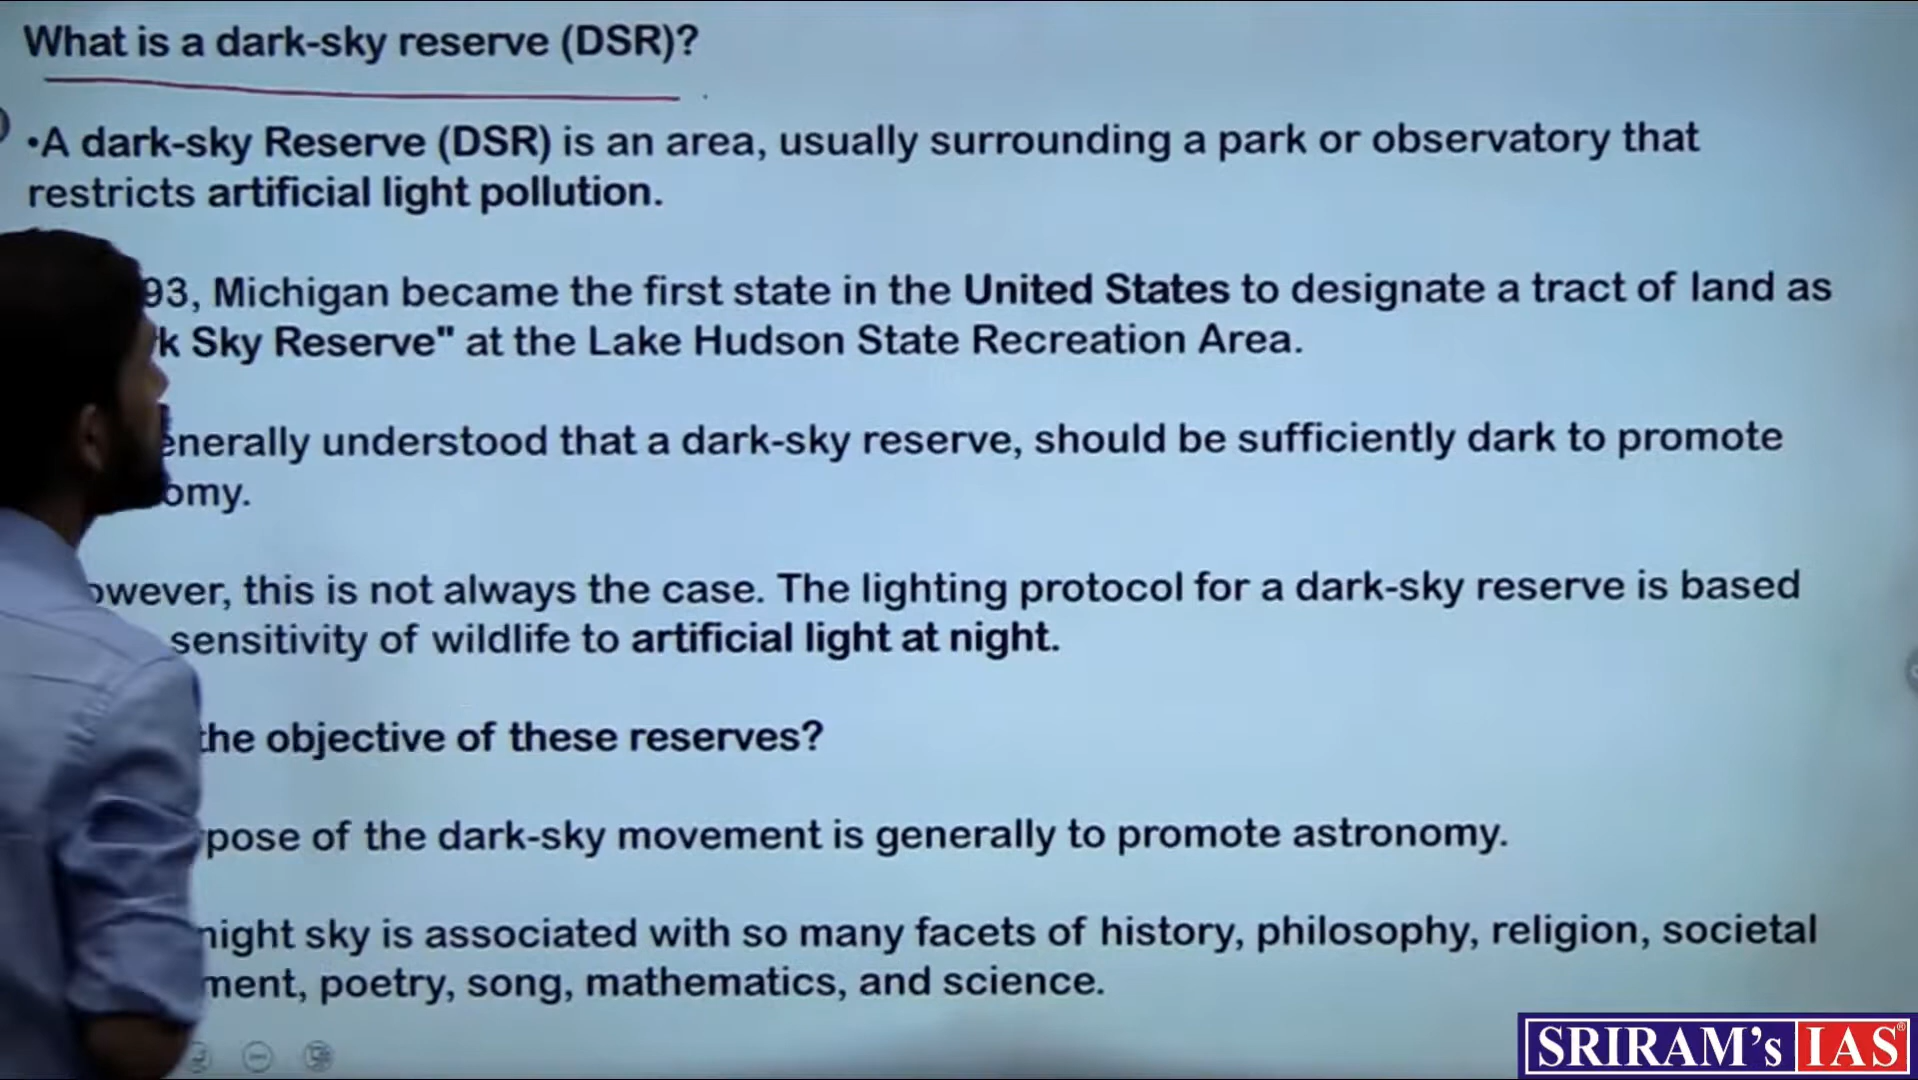 What is a dark-sky reserve (DSR)?
•A dark-sky Reserve (DSR) is an area, usually surrounding a park or observatory that
restricts artificial light pollution.
93, Michigan became the first state in the United States to designate a tract of land as
k Sky Reserve" at the Lake Hudson State Recreation Area.
enerally understood that a dark-sky reserve, should be sufficiently dark to promote
omy.
owever, this is not always the case. The lighting protocol for a dark-sky reserve is based
sensitivity of wildlife to artificial light at night.
the objective of these reserves?
pose of the dark-sky movement is generally to promote astronomy.
night sky is associated with so many facets of history, philosophy, religion, societal
ment, poetry, song, mathematics, and science.
SRIRAM's IAS®